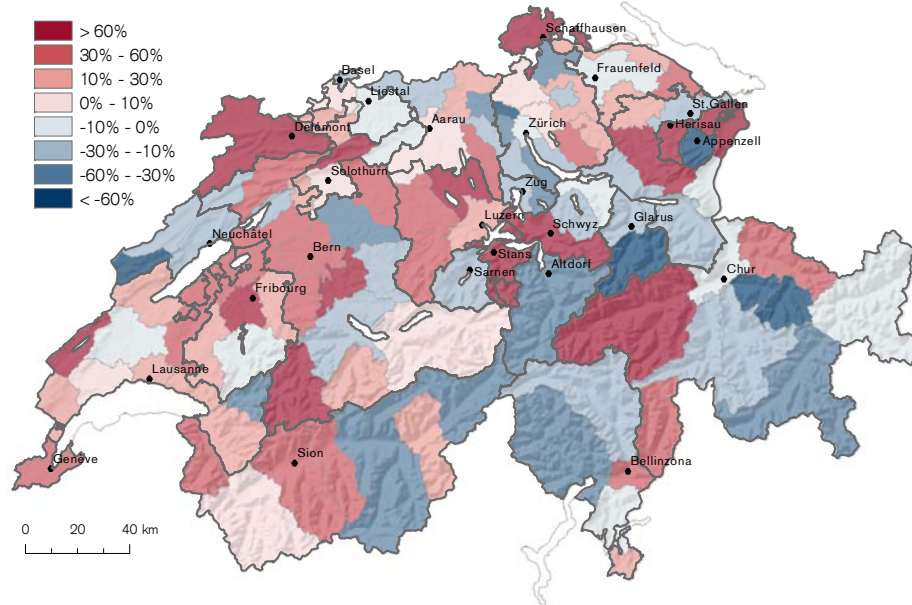 > 60%
30% - 60%
10% - 30%
0% - 10%
-10% - 0%
-30% - -10%
-60% - -30%
< -60%
Schaffhausen
Basel
Frauenfeld
Liestal
St.Gallen
Delémont
Aarau
Zürich
Herisau
Appenzell
Solothurn
Zug
Luzern
Schwyz
Glarus
Neuchâtel
Bern
Stans
Sarnen
Altdorf
Chur
Fribourg
Lausanne
Genève
Sion
Bellinzona
0 20 40 km